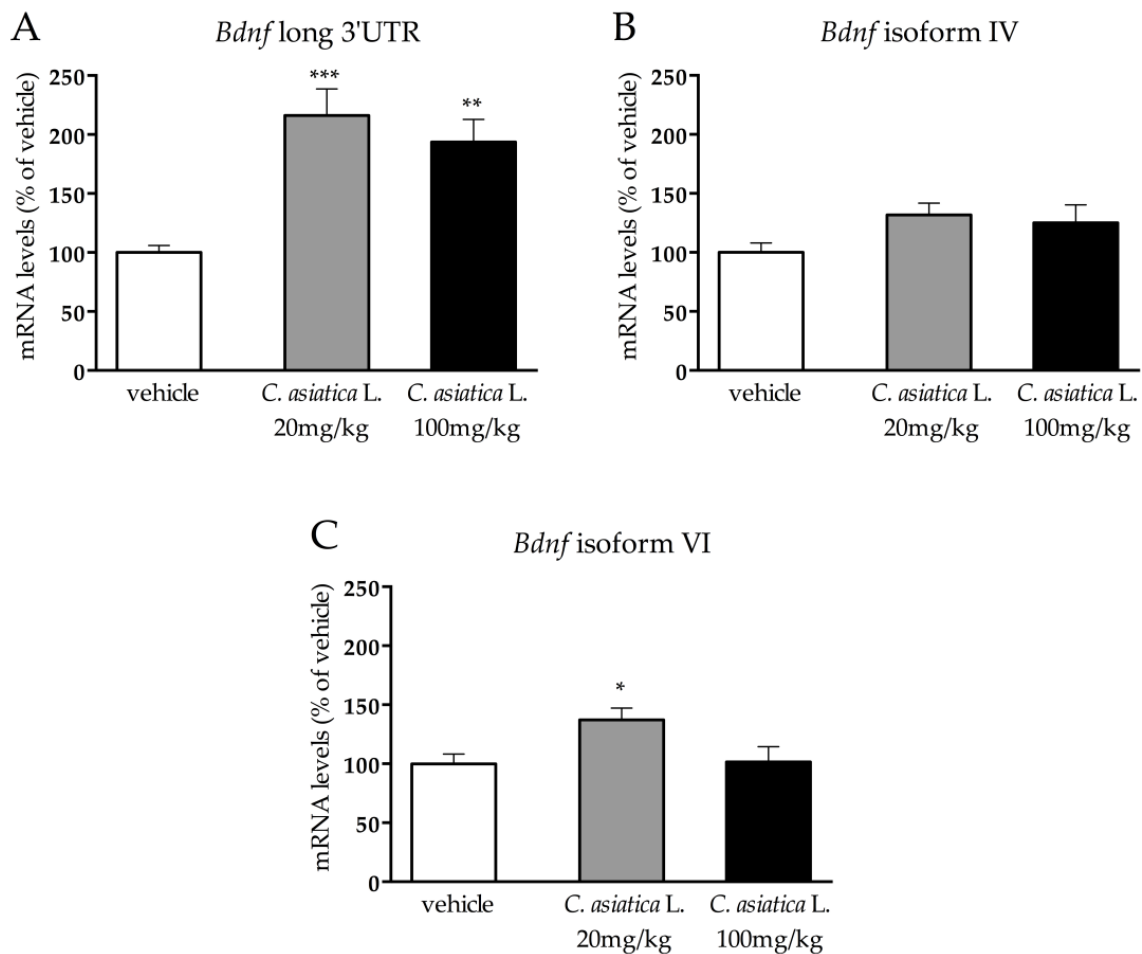 A
Bdnf long 3'UTR
mRNA levels (% of vehicle)
250
200
150
100
50
0
***
**
vehicle
C. asiatica L.
20mg/kg
C. asiatica L.
100mg/kg
B
Bdnf isoform IV
mRNA levels (% of vehicle)
250
200
150
100
50
0
vehicle
C. asiatica L.
20mg/kg
C. asiatica L.
100mg/kg
C
Bdnf isoform VI
mRNA levels (% of vehicle)
250
200
150
100
50
0
*
vehicle
C. asiatica L.
20mg/kg
C. asiatica L.
100mg/kg